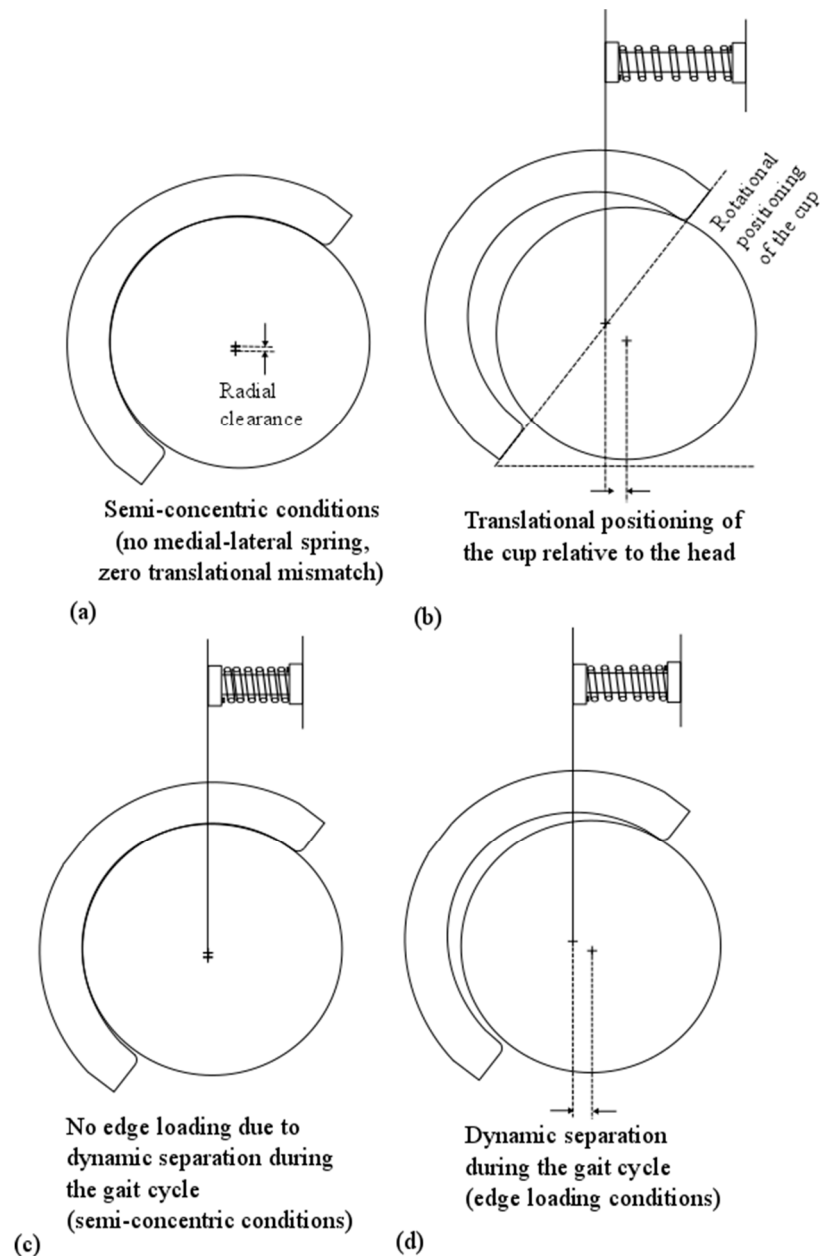 Radial
clearance
Semi-concentric conditions
(no medial-lateral spring,
zero translational mismatch)
(a)
Rotational
positioning
of the cup
Translational positioning of
the cup relative to the head
(b)
No edge loading due to
dynamic separation during
the gait cycle
(semi-concentric conditions)
(c)
Dynamic separation
during the gait cycle
(edge loading conditions)
(d)